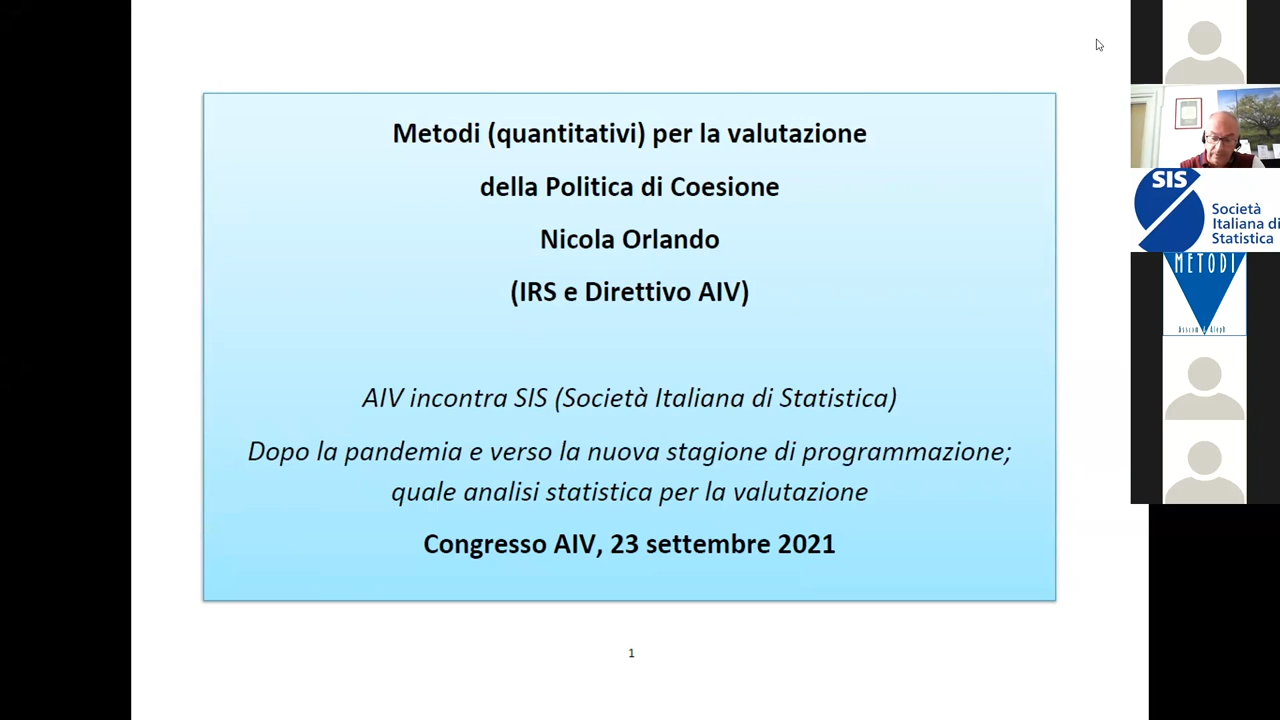 Metodi (quantitativi) per la valutazione
della Politica di Coesione
Nicola Orlando
(IRS e Direttivo AIV)
AIV incontra SIS (Società Italiana di Statistica)
Dopo la pandemia e verso la nuova stagione di programmazione;
quale analisi statistica per la valutazione
Congresso AIV, 23 settembre 2021
1
SIS
Società
Italiana di
Statistica
METODI